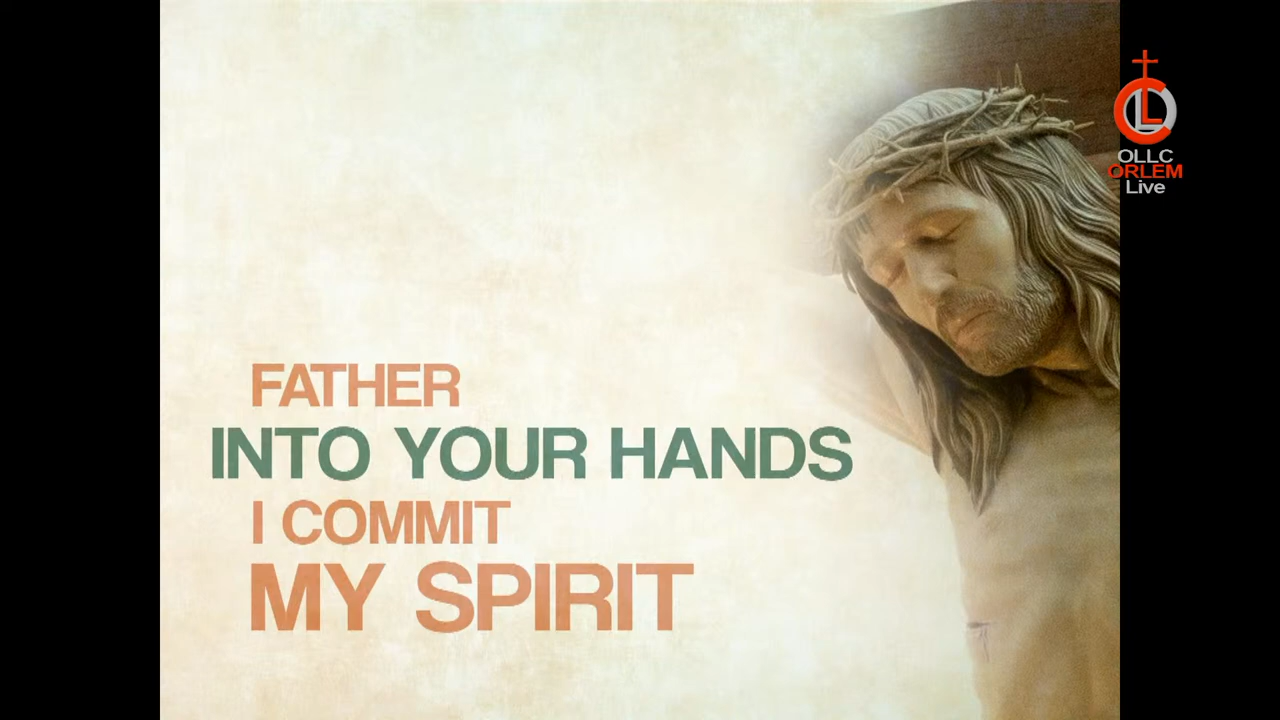 FATHER
INTO YOUR HANDS
I COMMIT
MY SPIRIT
OLLC
ORLEM
Live